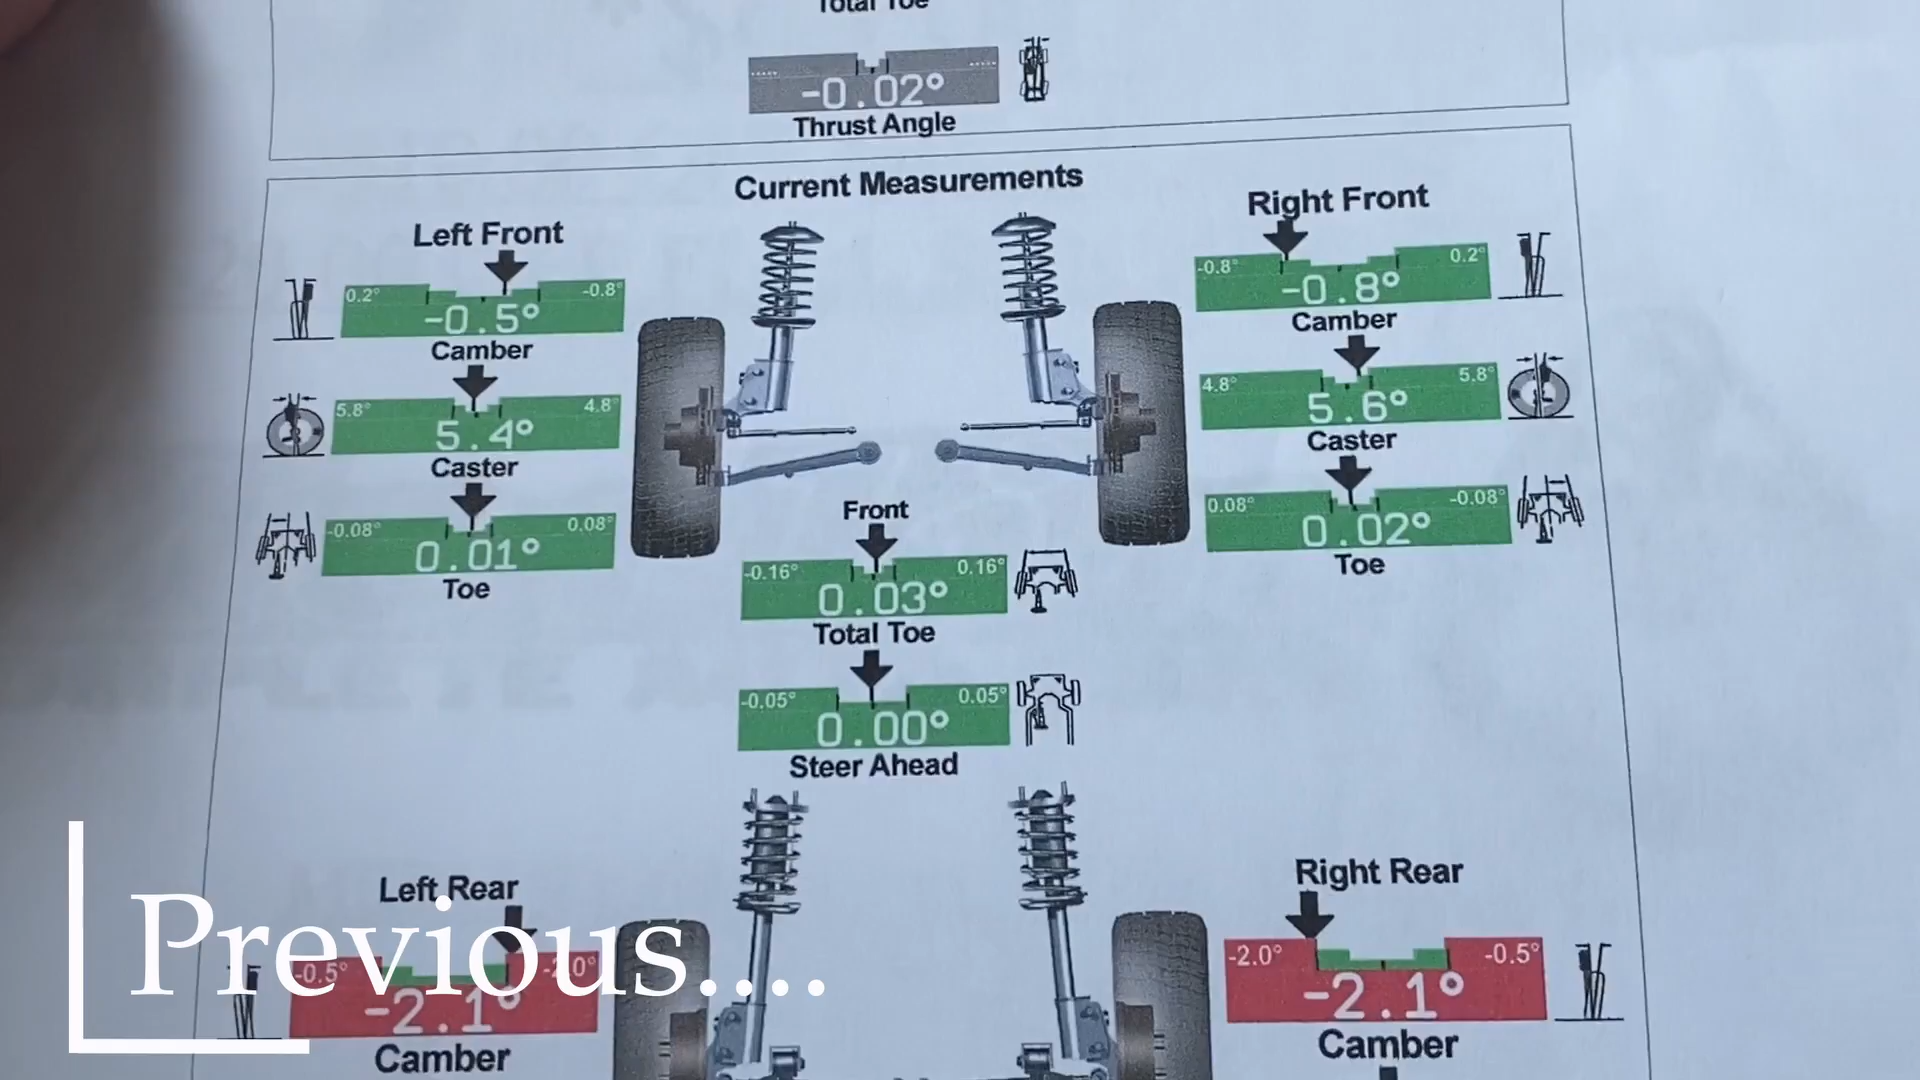 Total Toe
-0.02°
Thrust Angle
Current Measurements
Left Front
0.2° -0.8°
-0.5°
Camber
5.8° 4.8°
5.4°
Caster
-0.08° 0.08°
0.01°
Toe
Right Front
-0.8° 0.2°
-0.8°
Camber
4.8° 5.8°
5.6°
Caster
0.08° -0.08°
0.02°
Toe
Front
-0.16° 0.16°
0.03°
Total Toe
-0.05° 0.05°
0.00°
Steer Ahead
Left Rear
-0.5° -2.0°
-2.1°
Camber
Right Rear
-2.0° -0.5°
-2.1°
Camber
Previous....